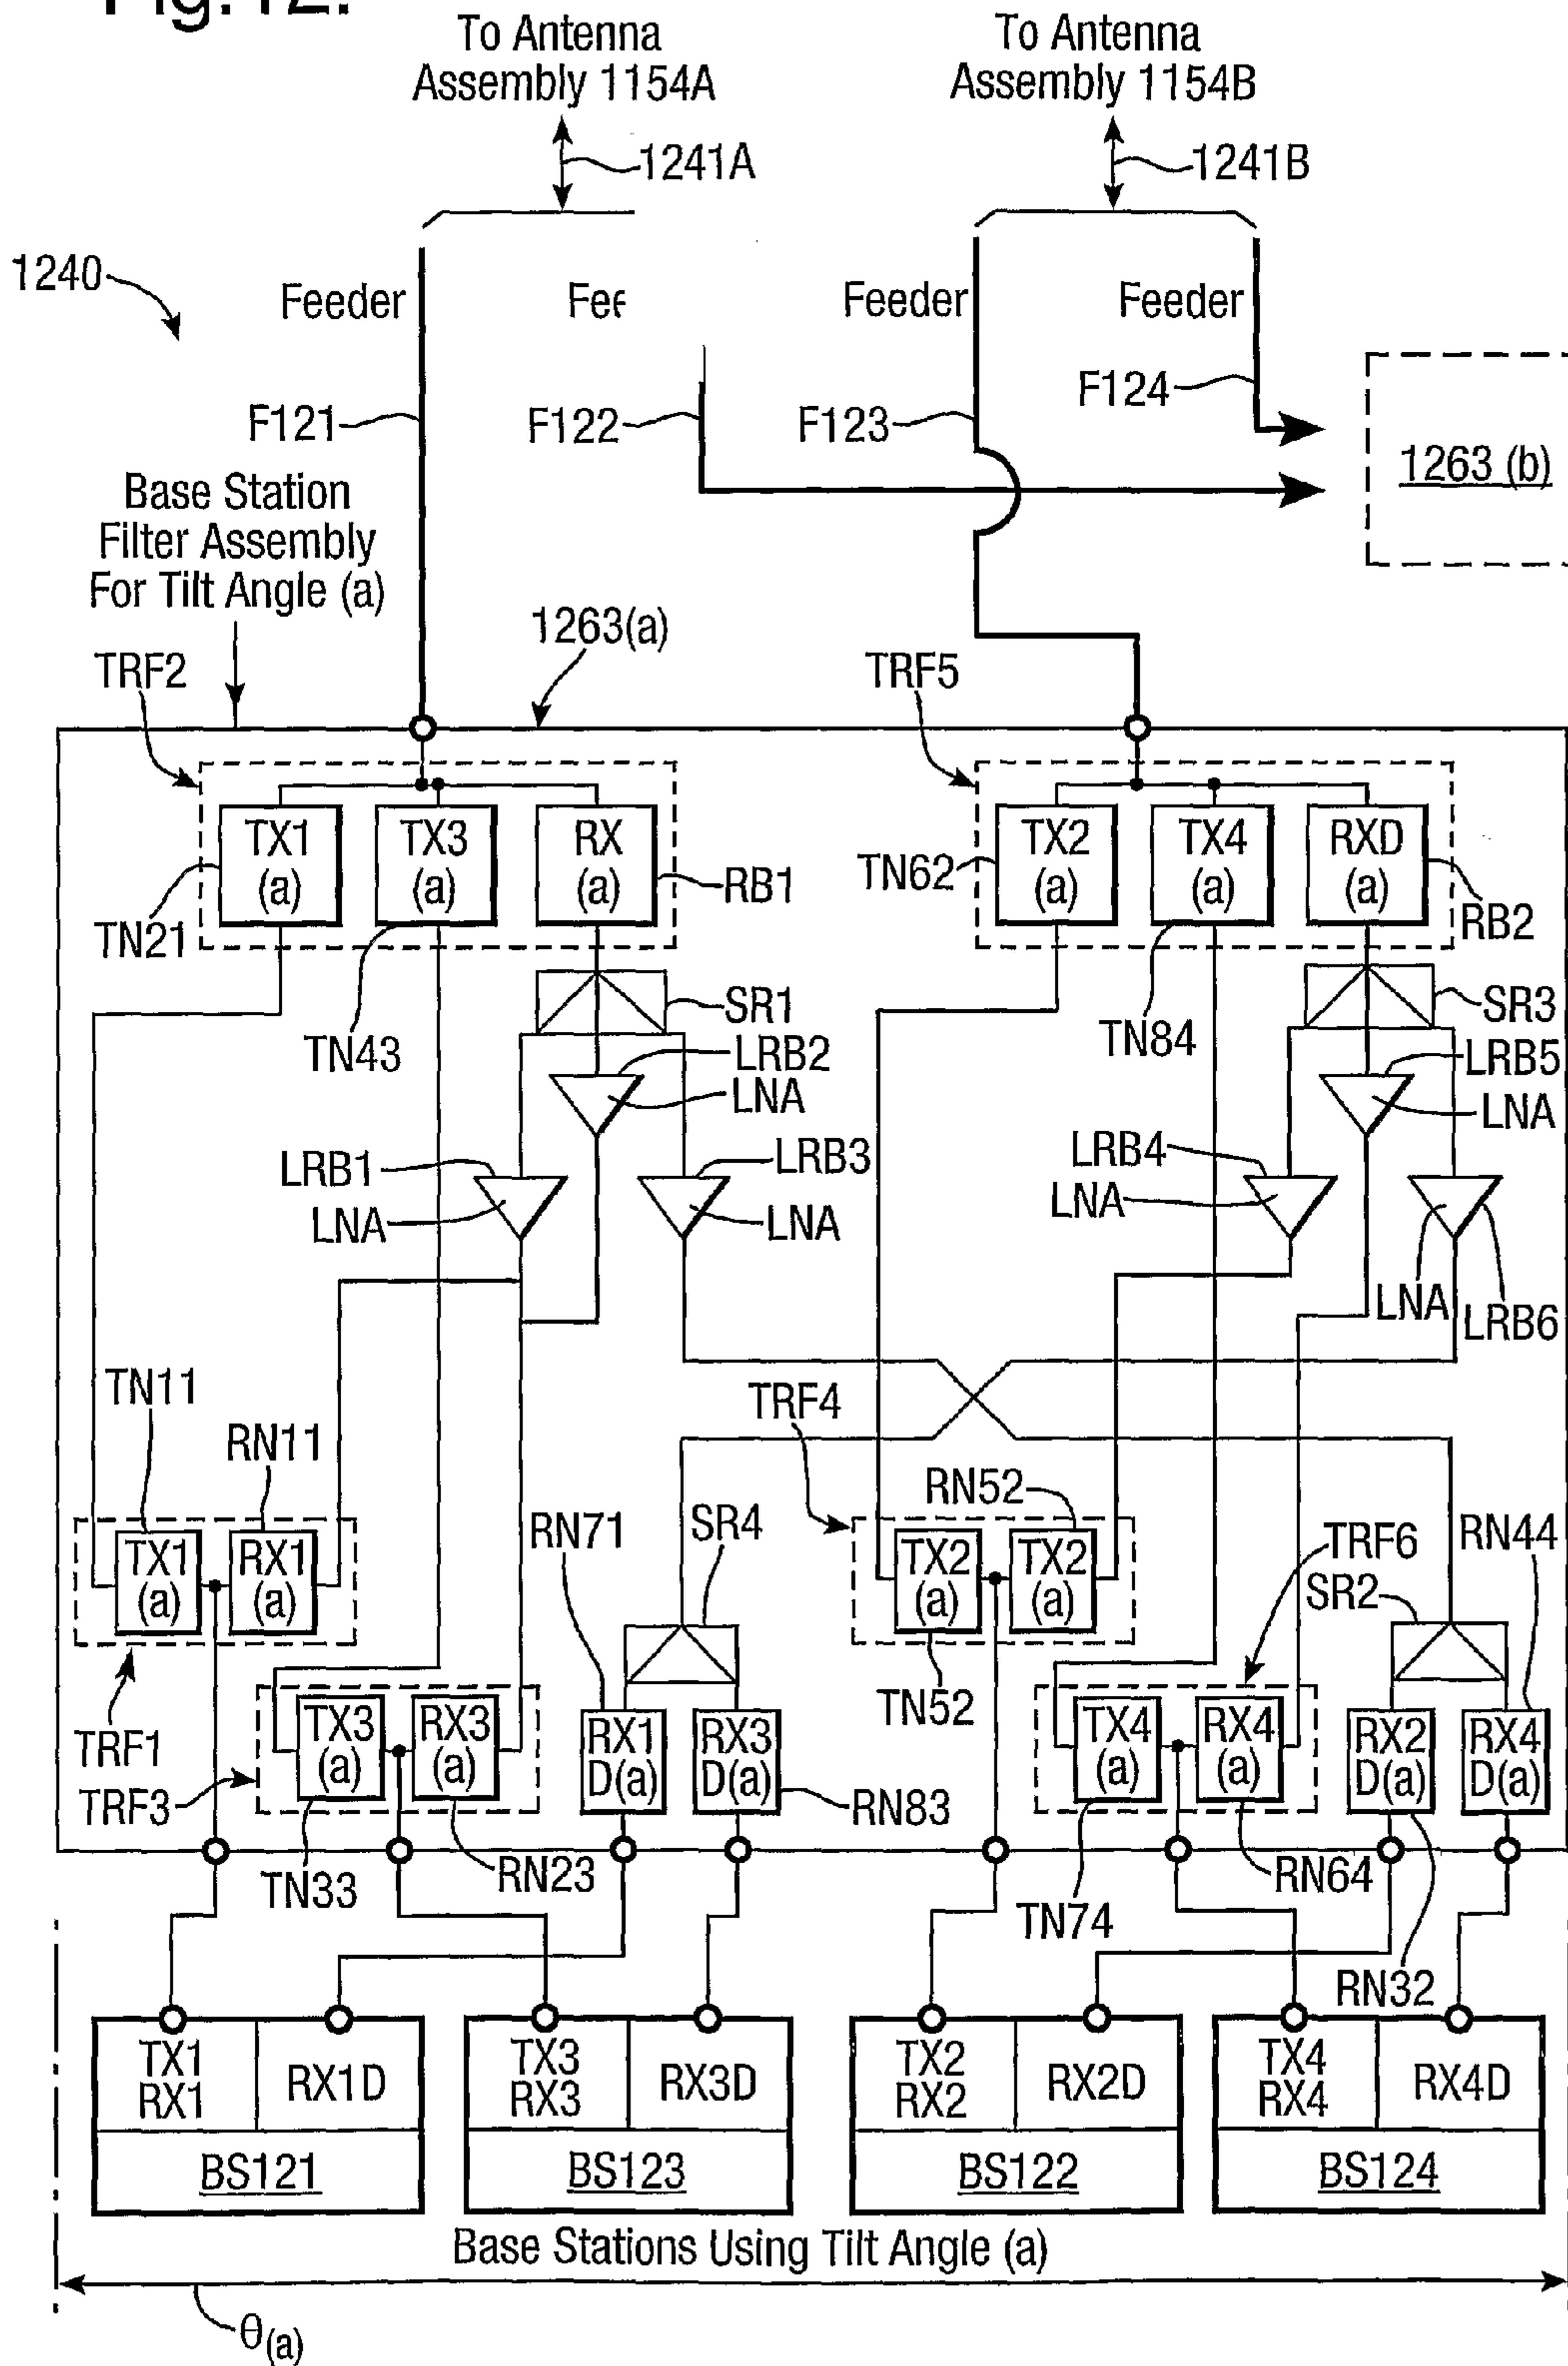 Fig.12.
To Antenna
Assembly 1154A
To Antenna
Assembly 1154B
1241A
1241B
1240
Feeder
Fee
Feeder
Feeder
F121
F122
F123
F124
1263 (b)
Base Station
Filter Assembly
For Tilt Angle (a)
1263(a)
TRF2
TRF5
TX1
(a)
TX3
(a)
RX
(a)
RB1
TN21
TN62
TX2
(a)
TX4
(a)
RXD
(a)
RB2
TN43
SR1
TN84
SR3
LRB2
LNA
LRB5
LNA
LRB1
LNA
LRB3
LNA
LRB4
LNA
LNA
LRB6
TN11
RN11
TRF4
RN52
RN71
SR4
TRF6
SR2
RN44
TX1
(a)
RX1
(a)
TX2
(a)
TX2
(a)
TN52
TRF1
TRF3
TX3
(a)
RX3
(a)
RX1
D(a)
RX3
D(a)
RN83
TX4
(a)
RX4
(a)
RX2
D(a)
RX4
D(a)
TN33
RN23
TN74
RN64
RN32
TX1
RX1
RX1D
BS121
TX3
RX3
RX3D
BS123
TX2
RX2
RX2D
BS122
TX4
RX4
RX4D
BS124
Base Stations Using Tilt Angle (a)
θ(a)